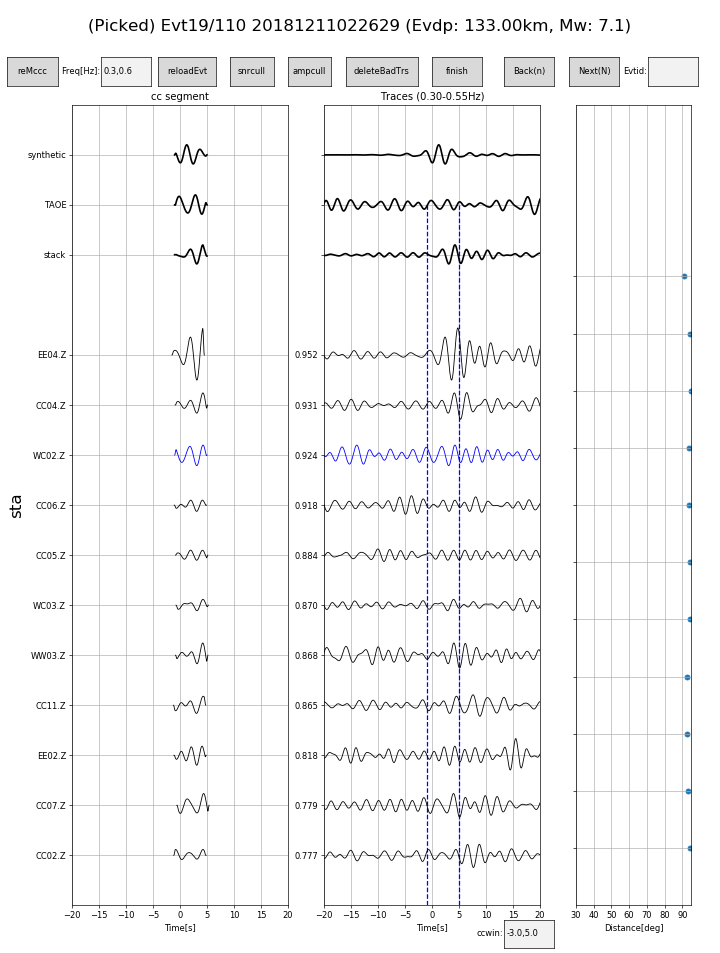 (Picked) Evt19/110 20181211022629 (Evdp: 133.00km, Mw: 7.1)
reMccc Freq[Hz]: 0.3,0.6 reloadEvt snrcull ampcull deleteBadTrs finish Back(n) Next(N) Evtid:
cc segment Traces (0.30-0.55Hz)
synthetic
TAOE
stack
EE04.Z 0.952
CC04.Z 0.931
WC02.Z 0.924
sta
CC06.Z 0.918
CC05.Z 0.884
WC03.Z 0.870
WW03.Z 0.868
CC11.Z 0.865
EE02.Z 0.818
CC07.Z 0.779
CC02.Z 0.777
−20 −15 −10 −5 0 5 10 15 20 −20 −15 −10 −5 0 5 10 15 20 30 40 50 60 70 80 90
Time[s] Time[s] Distance[deg]
ccwin: -3.0,5.0